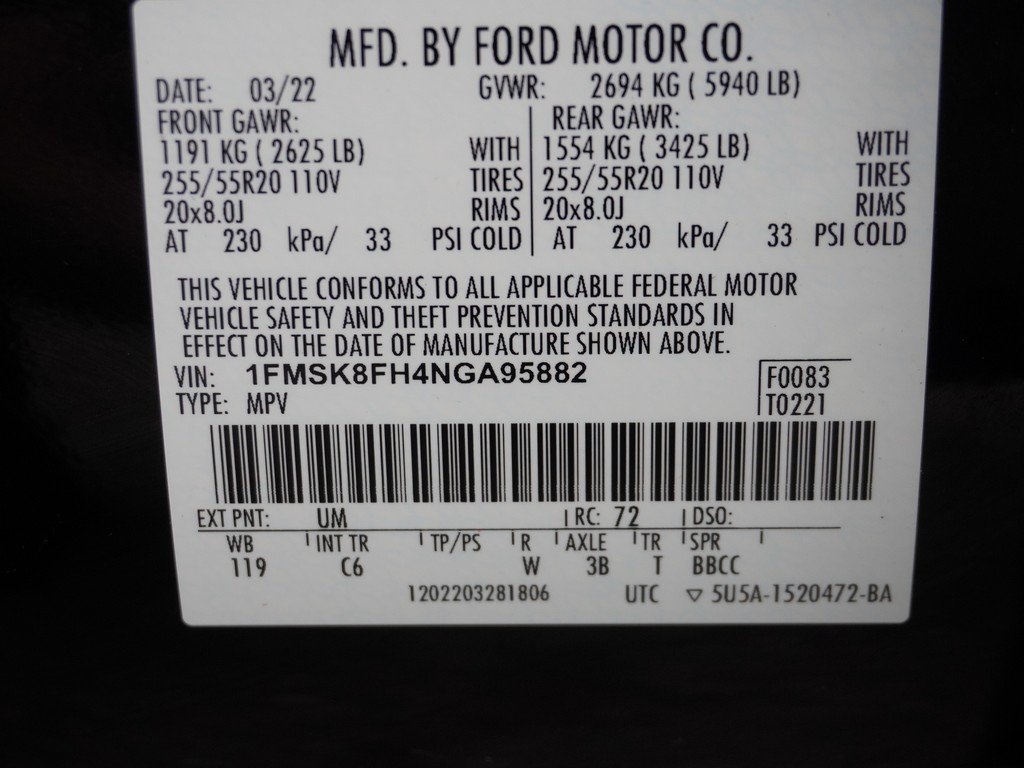 MFD. BY FORD MOTOR CO.
DATE: 03/22 GVWR: 2694 KG ( 5940 LB)
FRONT GAWR: REAR GAWR:
1191 KG ( 2625 LB) WITH 1554 KG ( 3425 LB) WITH
255/55R20 110V TIRES 255/55R20 110V TIRES
20x8.0J RIMS 20x8.0J RIMS
AT 230 kPa/ 33 PSI COLD AT 230 kPa/ 33 PSI COLD
THIS VEHICLE CONFORMS TO ALL APPLICABLE FEDERAL MOTOR
VEHICLE SAFETY AND THEFT PREVENTION STANDARDS IN
EFFECT ON THE DATE OF MANUFACTURE SHOWN ABOVE.
VIN: 1FMSK8FH4NGA95882 F0083
TYPE: MPV T0221
EXT PNT: UM RC: 72 DSO:
WB INT TR TP/PS R AXLE TR SPR
119 C6 W 3B T BBCC
1202203281806 UTC ▽ 5U5A-1520472-BA